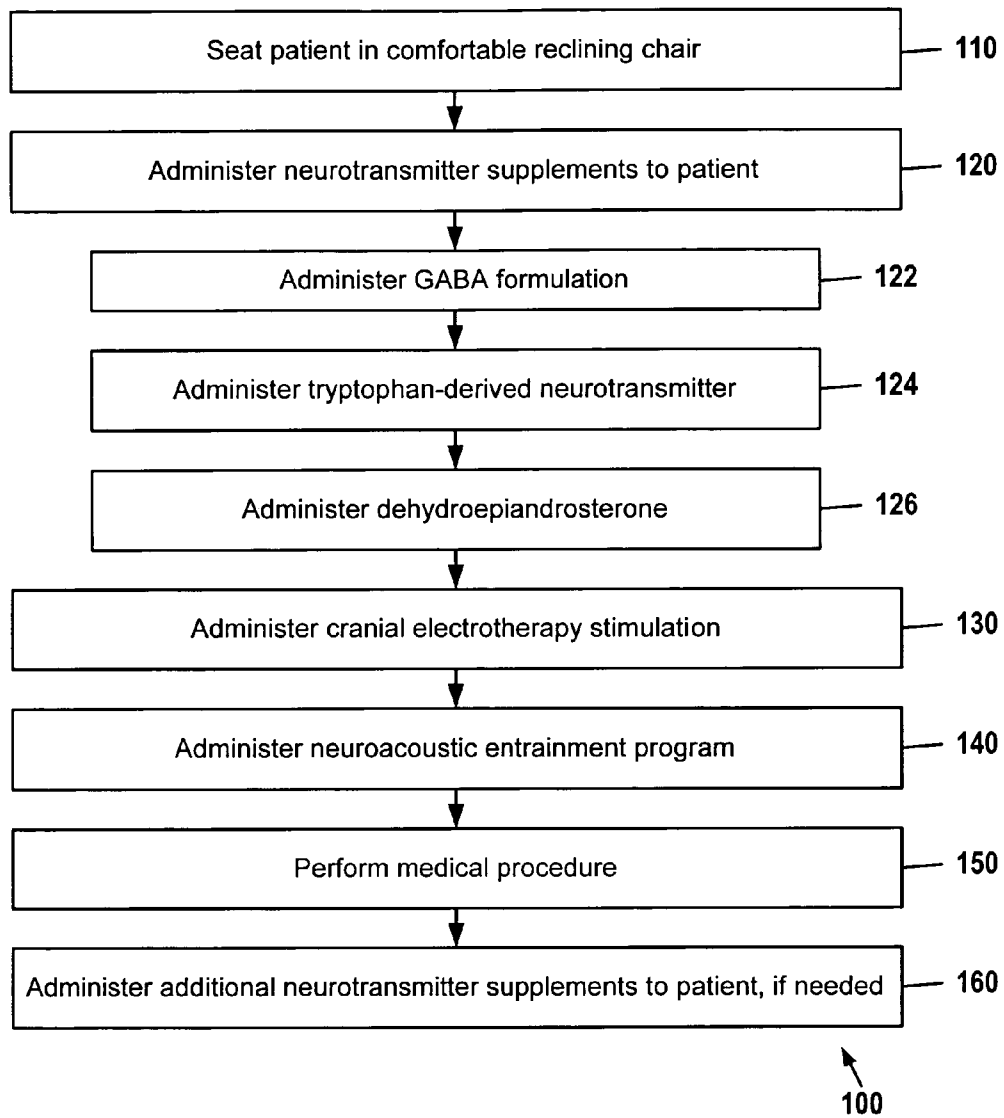 Seat patient in comfortable reclining chair 110
Administer neurotransmitter supplements to patient 120
Administer GABA formulation 122
Administer tryptophan-derived neurotransmitter 124
Administer dehydroepiandrosterone 126
Administer cranial electrotherapy stimulation 130
Administer neuroacoustic entrainment program 140
Perform medical procedure 150
Administer additional neurotransmitter supplements to patient, if needed 160
100